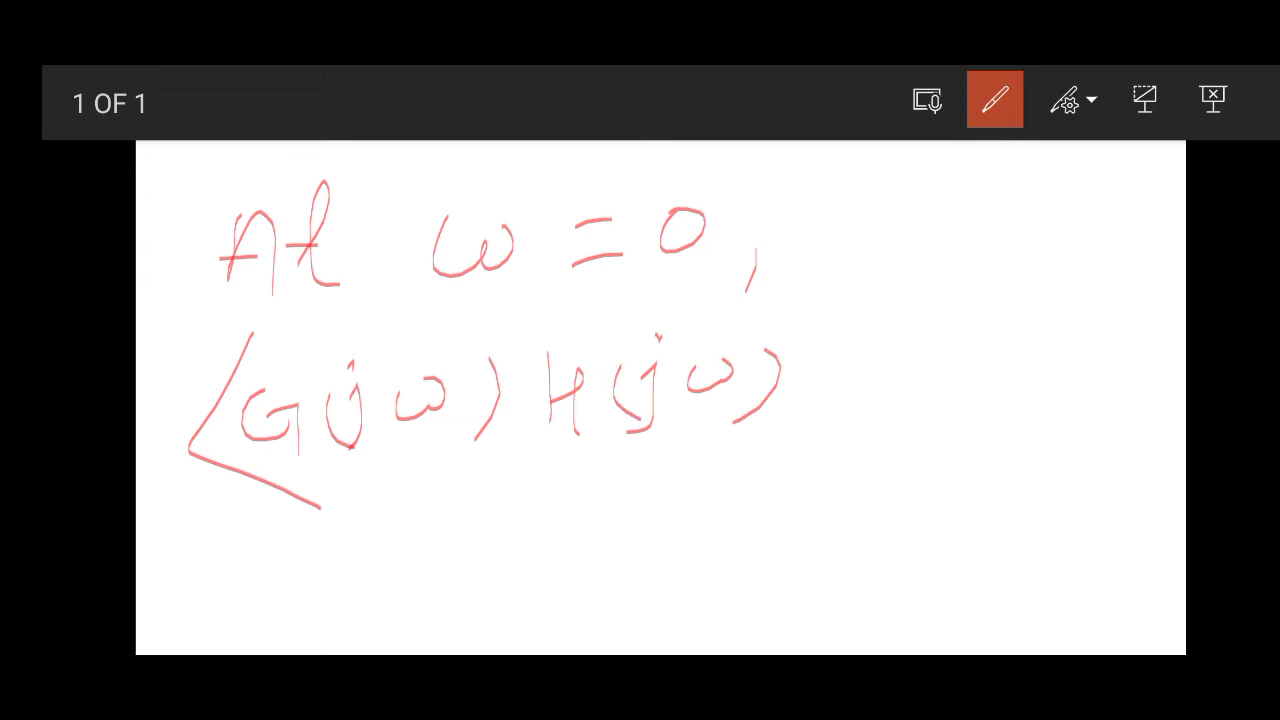 1 OF 1
At ω = 0,
∠G(jω) H(jω)